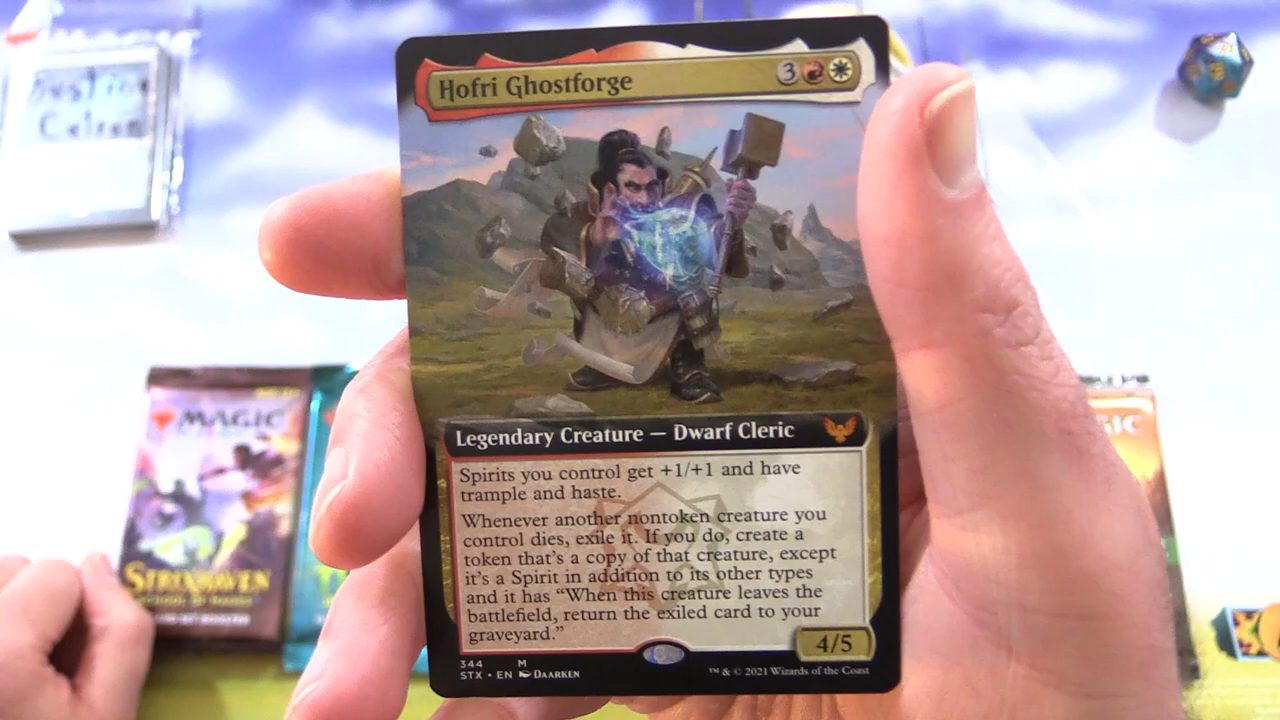 Hofri Ghostforge
3
Legendary Creature — Dwarf Cleric
Spirits you control get +1/+1 and have
trample and haste.
Whenever another nontoken creature you
control dies, exile it. If you do, create a
token that's a copy of that creature, except
it's a Spirit in addition to its other types
and it has "When this creature leaves the
battlefield, return the exiled card to your
graveyard."
4/5
344 M
STX • EN DAARKEN
™ & © 2021 Wizards of the Coast
MAGIC
STRIXHAVEN
SCHOOL OF MAGES